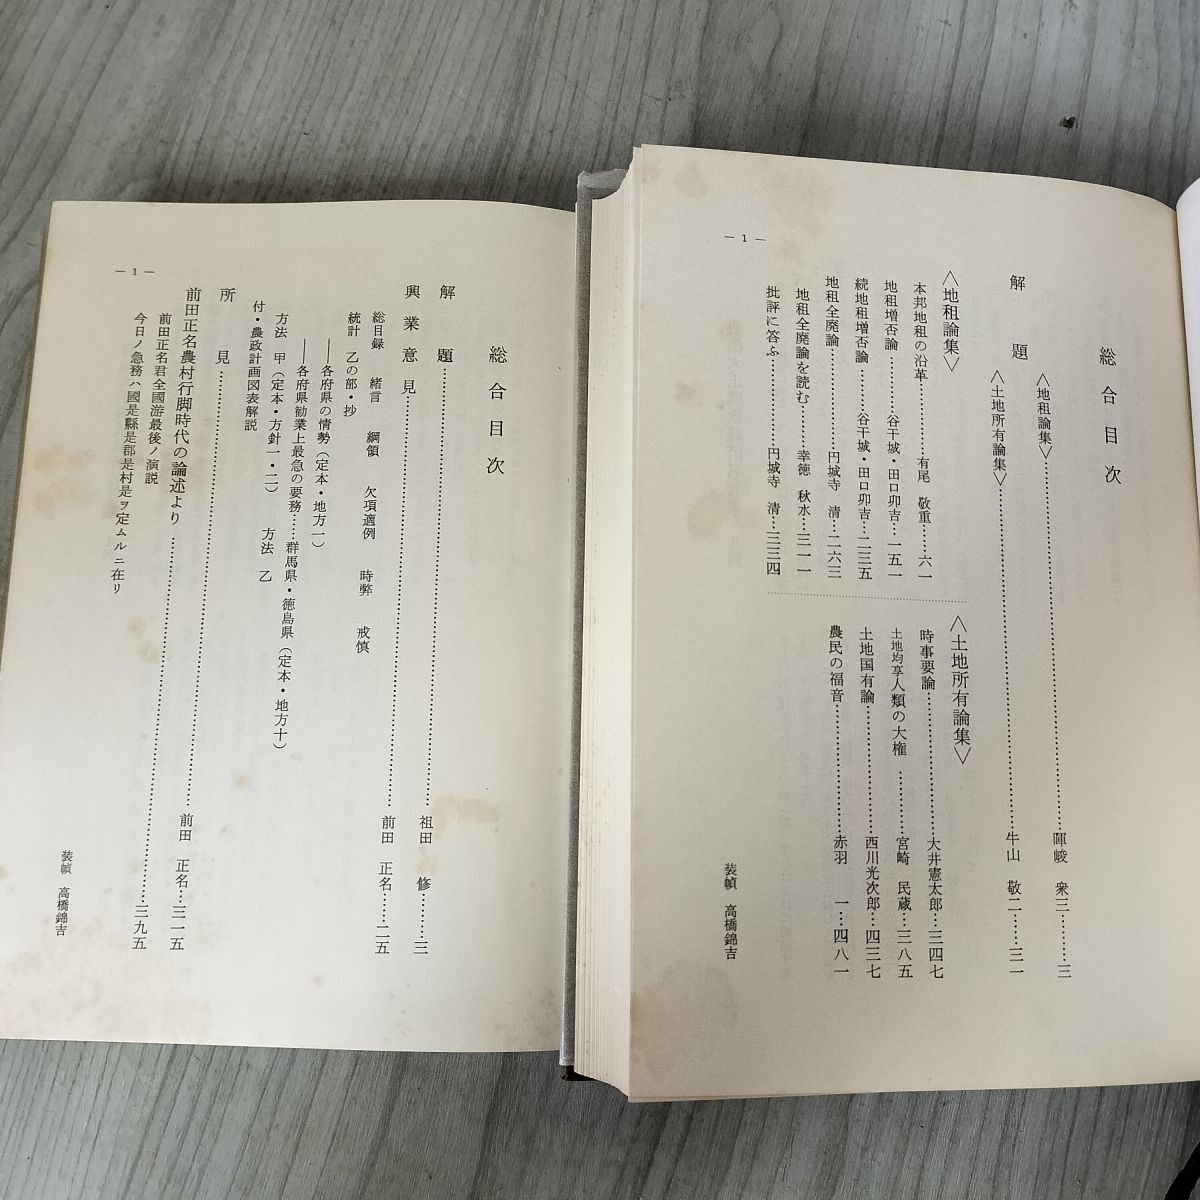 総合目次
解題
〈地租論集〉……暉峻 衆三……三
〈土地所有論集〉……牛山 敬二……三一
〈地租論集〉
本邦地租の沿革……有尾 敬重……六一
地租増否論……谷干城・田口卯吉……一五一
続地租増否論……谷干城・田口卯吉……二三五
地租全廃論……円城寺 清……二六三
地租全廃論を読む……幸徳 秋水……三一一
批評に答ふ……円城寺 清……三三四
〈土地所有論集〉
時事要論……大井憲太郎…三四七
土地均享人類の大権……宮崎 民蔵…三八五
土地国有論……西川光次郎…四三七
農民の福音……赤羽 一…四八一
装幀 高橋錦吉
— 1 —
総合目次
解題……祖田 修……三
興業意見……前田 正名…二五
総目録 緒言 綱領 欠項適例 時弊 戒慎
統計 乙の部・抄
——各府県の情勢（定本・地方一）
——各府県勧業上最急の要務……群馬県・徳島県（定本・地方十）
方法 甲（定本・方針一・二） 方法 乙
付・農政計画図表解説
所見……前田 正名…三一五
前田正名農村行脚時代の論述より……三九五
前田正名君全國游最後ノ演説
今日ノ急務ハ國是縣是郡是村是ヲ定ムルニ在リ
装幀 高橋錦吉
— 1 —